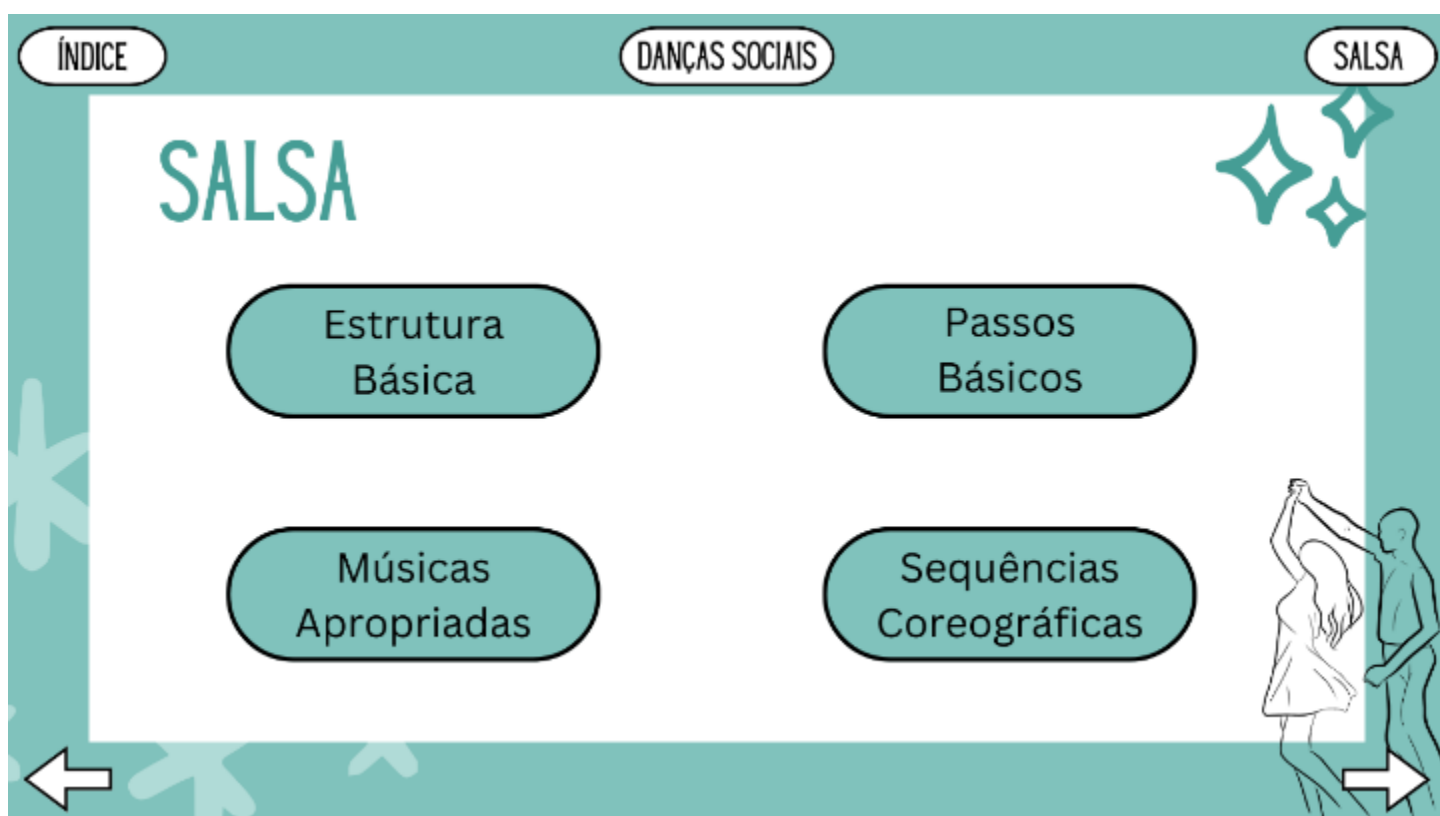 ÍNDICE
DANÇAS SOCIAIS
SALSA
SALSA
Estrutura
Básica
Passos
Básicos
Músicas
Apropriadas
Sequências
Coreográficas